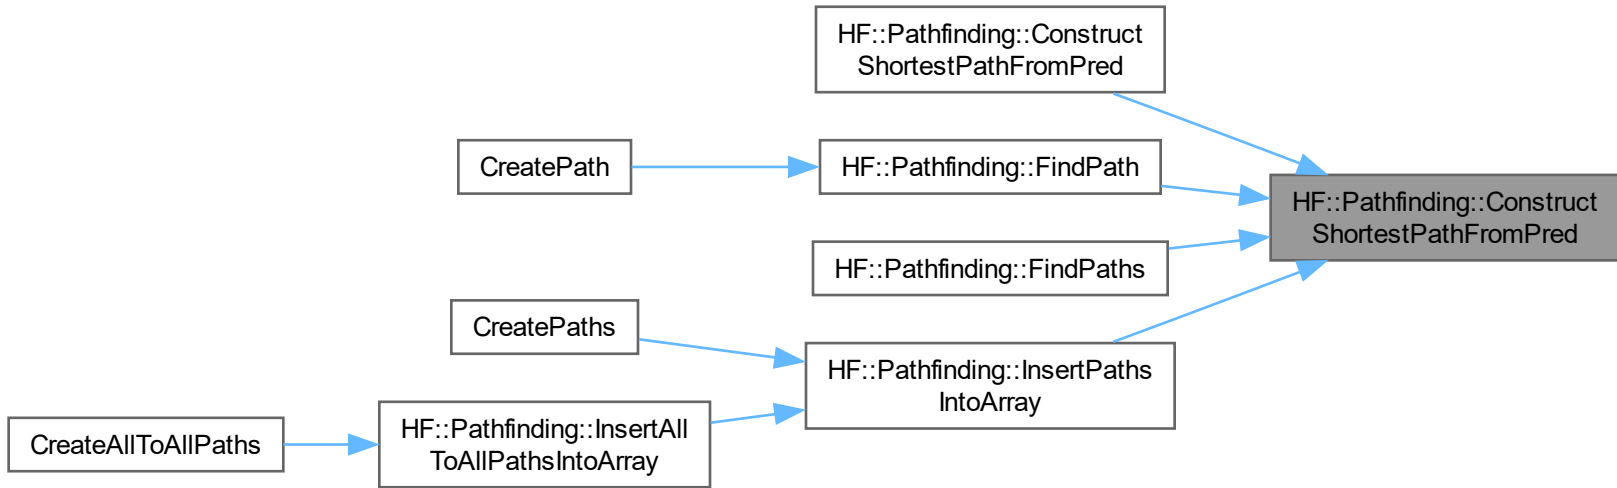 HF::Pathfinding::Construct
ShortestPathFromPred
CreatePath
HF::Pathfinding::FindPath
HF::Pathfinding::Construct
ShortestPathFromPred
HF::Pathfinding::FindPaths
CreatePaths
HF::Pathfinding::InsertPaths
IntoArray
CreateAllToAllPaths
HF::Pathfinding::InsertAll
ToAllPathsIntoArray